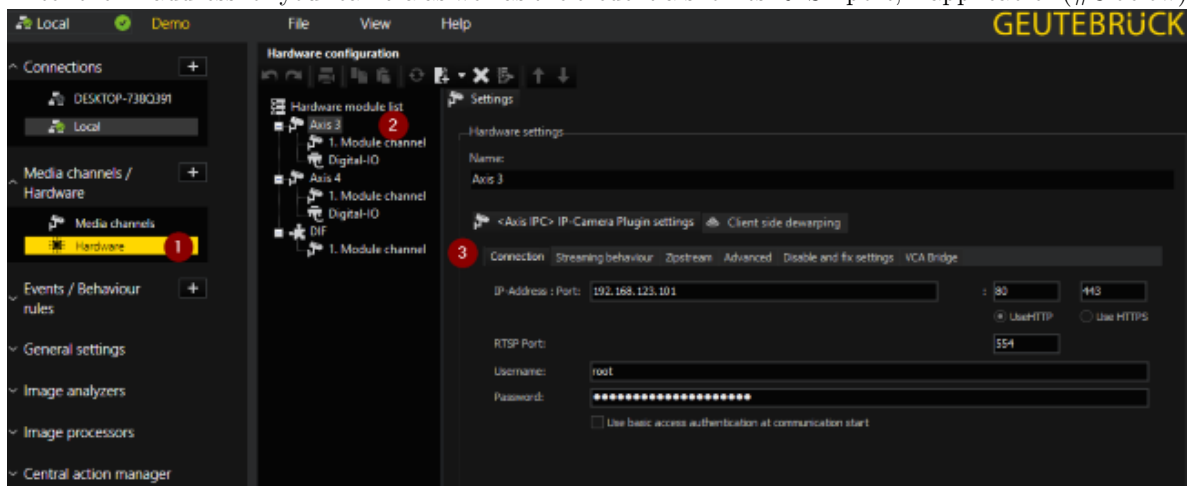 Local Demo File View Help GEUTEBRÜCK
Connections +
DESKTOP-738Q391
Local
Media channels / +
Hardware
Media channels
Hardware 1
Events / Behaviour +
rules
General settings
Image analyzers
Image processors
Central action manager
Hardware configuration
Hardware module list
Axis 3 2
1. Module channel
Digital-IO
Axis 4
1. Module channel
Digital-IO
DIF
1. Module channel
Settings
Hardware settings
Name:
Axis 3
<Axis IPC> IP-Camera Plugin settings Client side dewarping
3 Connection Streaming behaviour Zipstream Advanced Disable and fix settings VCA Bridge
IP-Address : Port: 192.168.123.101 : 80 443
UseHTTP Use HTTPS
RTSP Port: 554
Username: root
Password: ●●●●●●●●●●●●●●●●●●●●
Use basic access authentication at communication start